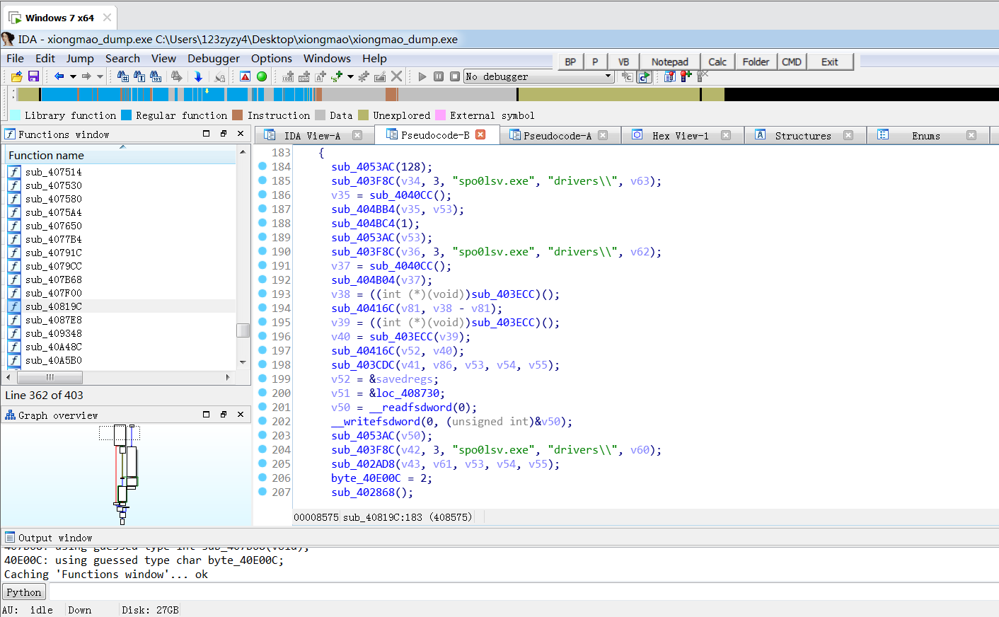 Windows 7 x64
IDA - xiongmao_dump.exe C:\Users\123zyzy4\Desktop\xiongmao\xiongmao_dump.exe
File Edit Jump Search View Debugger Options Windows Help
BP P VB Notepad Calc Folder CMD Exit
No debugger
Library function Regular function Instruction Data Unexplored External symbol
Functions window
IDA View-A Pseudocode-B Pseudocode-A Hex View-1 Structures Enums
Function name
sub_407514
sub_407530
sub_407580
sub_4075A4
sub_407650
sub_4077B4
sub_40791C
sub_4079CC
sub_407B68
sub_407F00
sub_40819C
sub_4087E8
sub_409348
sub_40A48C
sub_40A5B0
Line 362 of 403
Graph overview
183 {
184 sub_4053AC(128);
185 sub_403F8C(v34, 3, "spo0lsv.exe", "drivers\\", v63);
186 v35 = sub_4040CC();
187 sub_404BB4(v35, v53);
188 sub_404BC4(1);
189 sub_4053AC(v53);
190 sub_403F8C(v36, 3, "spo0lsv.exe", "drivers\\", v62);
191 v37 = sub_4040CC();
192 sub_404B04(v37);
193 v38 = ((int (*)(void))sub_403ECC)();
194 sub_40416C(v81, v38 - v81);
195 v39 = ((int (*)(void))sub_403ECC)();
196 v40 = sub_403ECC(v39);
197 sub_40416C(v52, v40);
198 sub_403CDC(v41, v86, v53, v54, v55);
199 v52 = &savedregs;
200 v51 = &loc_408730;
201 v50 = __readfsdword(0);
202 __writefsdword(0, (unsigned int)&v50);
203 sub_4053AC(v50);
204 sub_403F8C(v42, 3, "spo0lsv.exe", "drivers\\", v60);
205 sub_402AD8(v43, v61, v53, v54, v55);
206 byte_40E00C = 2;
207 sub_402868();
00008575 sub_40819C:183 (408575)
Output window
407B68: using guessed type int sub_407B68(void);
40E00C: using guessed type char byte_40E00C;
Caching 'Functions window'... ok
Python
AU: idle Down Disk: 27GB